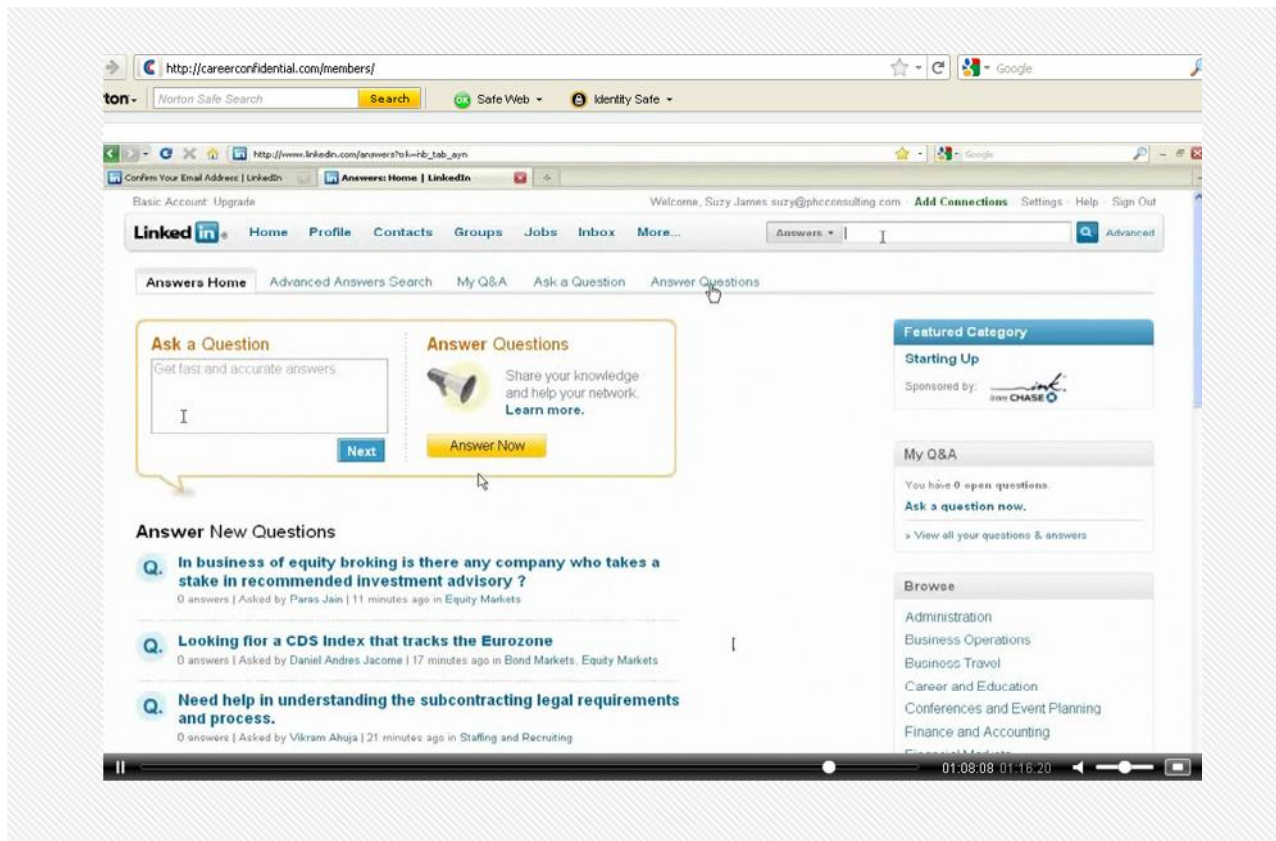 http://careerconfidential.com/members/
Google
ton -
Norton Safe Search
Search
OK Safe Web
Identity Safe
http://www.linkedin.com/answers?trk=hb_tab_ayn
Google
Confirm Your Email Address | LinkedIn
Answers: Home | LinkedIn
Basic Account: Upgrade
Welcome, Suzy James suzy@phcconsulting.com · Add Connections · Settings · Help · Sign Out
Linked in
Home Profile Contacts Groups Jobs Inbox More...
Answers
Advanced
Answers Home Advanced Answers Search My Q&A Ask a Question Answer Questions
Ask a Question
Get fast and accurate answers.
Next
Answer Questions
Share your knowledge
and help your network.
Learn more.
Answer Now
Featured Category
Starting Up
Sponsored by:
ink
from CHASE
My Q&A
You have 0 open questions.
Ask a question now.
» View all your questions & answers
Answer New Questions
Q. In business of equity broking is there any company who takes a
stake in recommended investment advisory ?
0 answers | Asked by Paras Jain | 11 minutes ago in Equity Markets
Q. Looking fior a CDS Index that tracks the Eurozone
0 answers | Asked by Daniel Andres Jacome | 17 minutes ago in Bond Markets, Equity Markets
Q. Need help in understanding the subcontracting legal requirements
and process.
0 answers | Asked by Vikram Ahuja | 21 minutes ago in Staffing and Recruiting
Browse
Administration
Business Operations
Business Travel
Career and Education
Conferences and Event Planning
Finance and Accounting
01:08:08 01:16:20